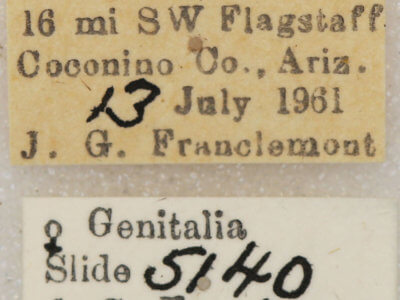 16 mi SW Flagstaff
Coconino Co., Ariz.
13 July 1961
J. G. Franclemont
♀ Genitalia
Slide 5140